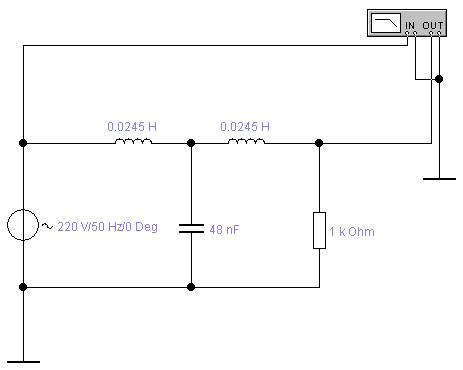 IN OUT
0.0245 H
0.0245 H
220 V/50 Hz/0 Deg
48 nF
1 k Ohm